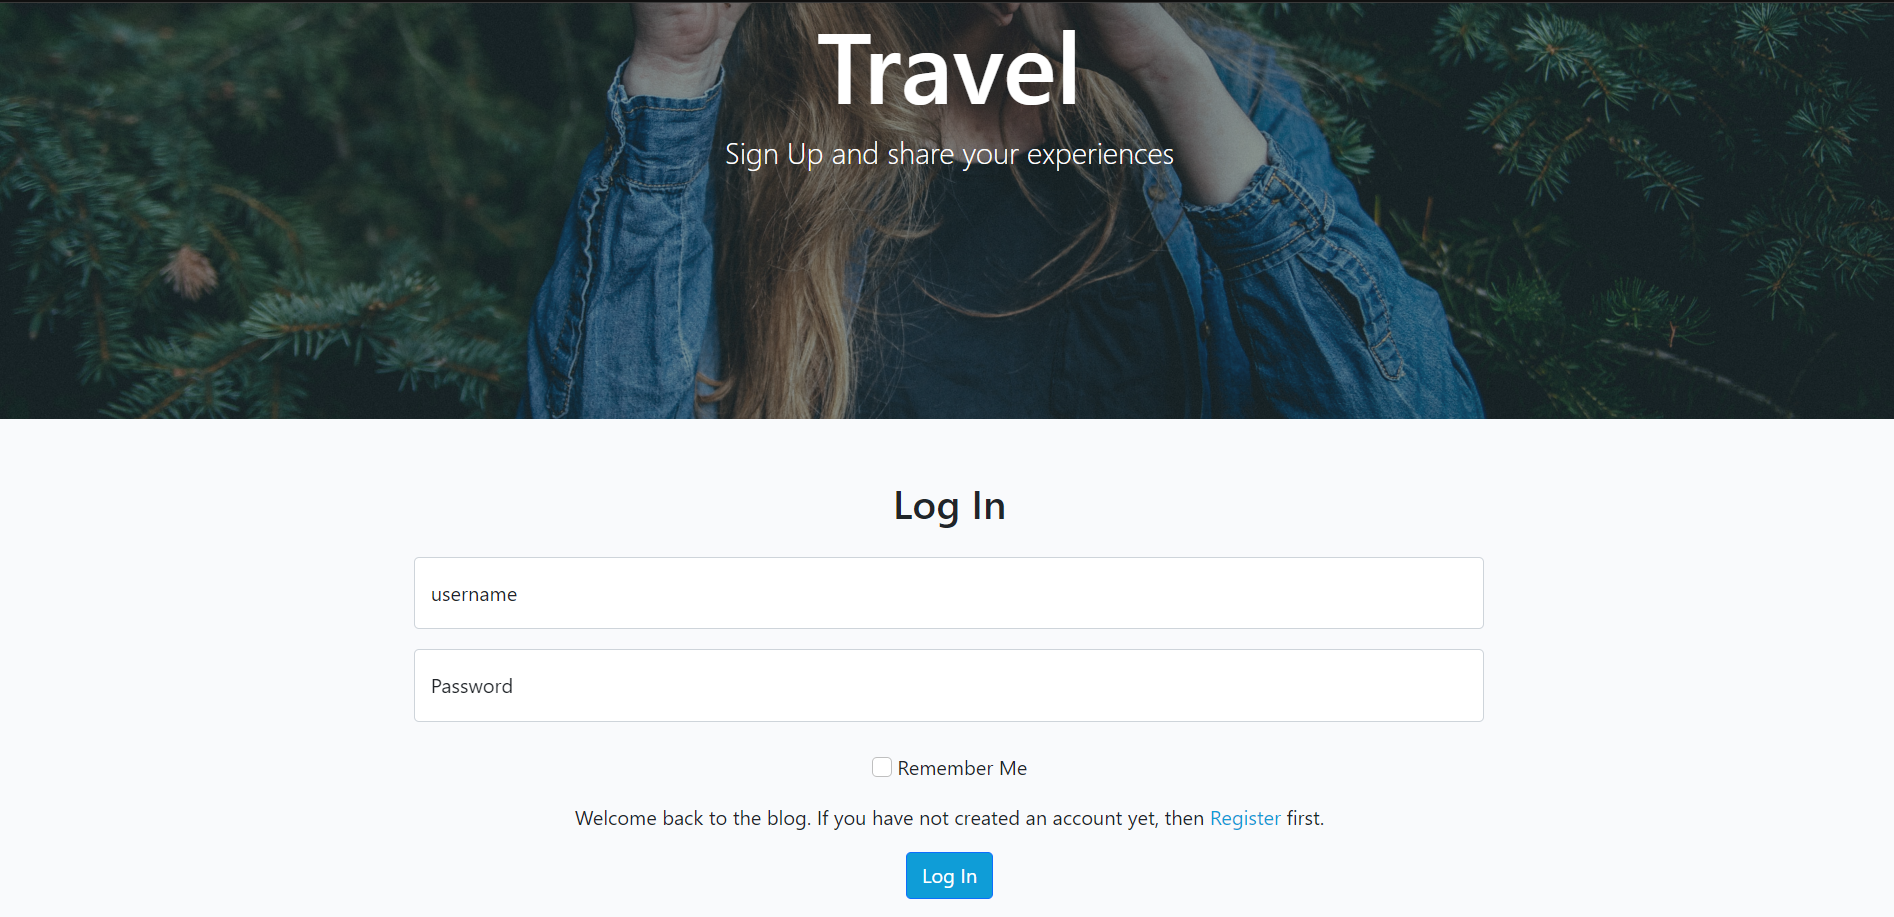 Travel
Sign Up and share your experiences
Log In
username
Password
Remember Me
Welcome back to the blog. If you have not created an account yet, then Register first.
Log In